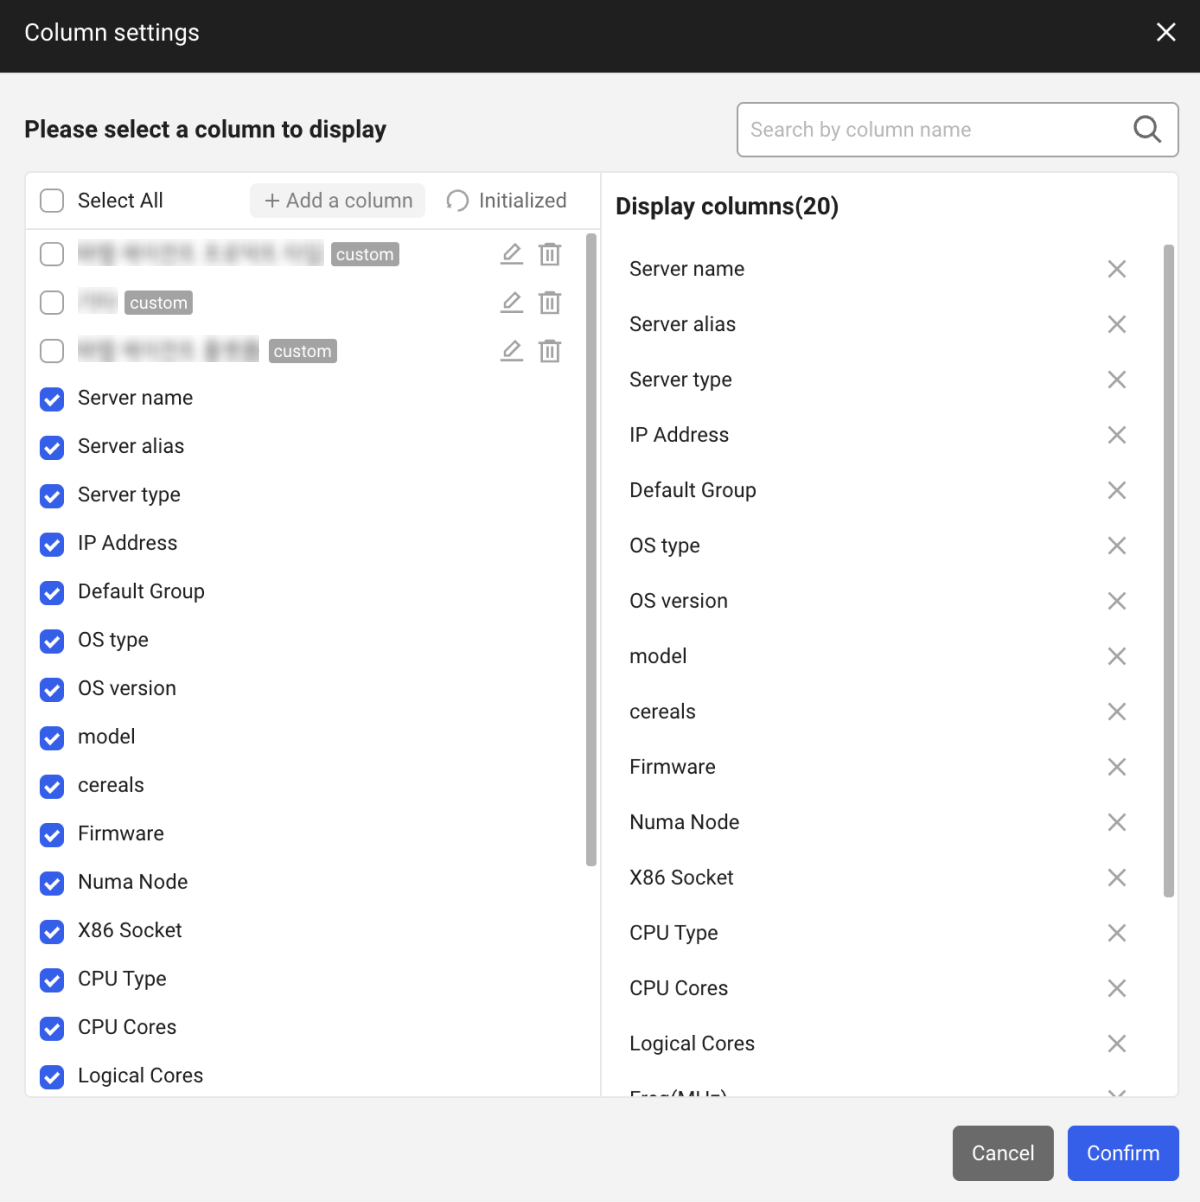 Column settings
Please select a column to display
Search by column name
Select All
+ Add a column
Initialized
custom
custom
custom
Server name
Server alias
Server type
IP Address
Default Group
OS type
OS version
model
cereals
Firmware
Numa Node
X86 Socket
CPU Type
CPU Cores
Logical Cores
Display columns(20)
Server name
Server alias
Server type
IP Address
Default Group
OS type
OS version
model
cereals
Firmware
Numa Node
X86 Socket
CPU Type
CPU Cores
Logical Cores
Freq(MHz)
Cancel
Confirm